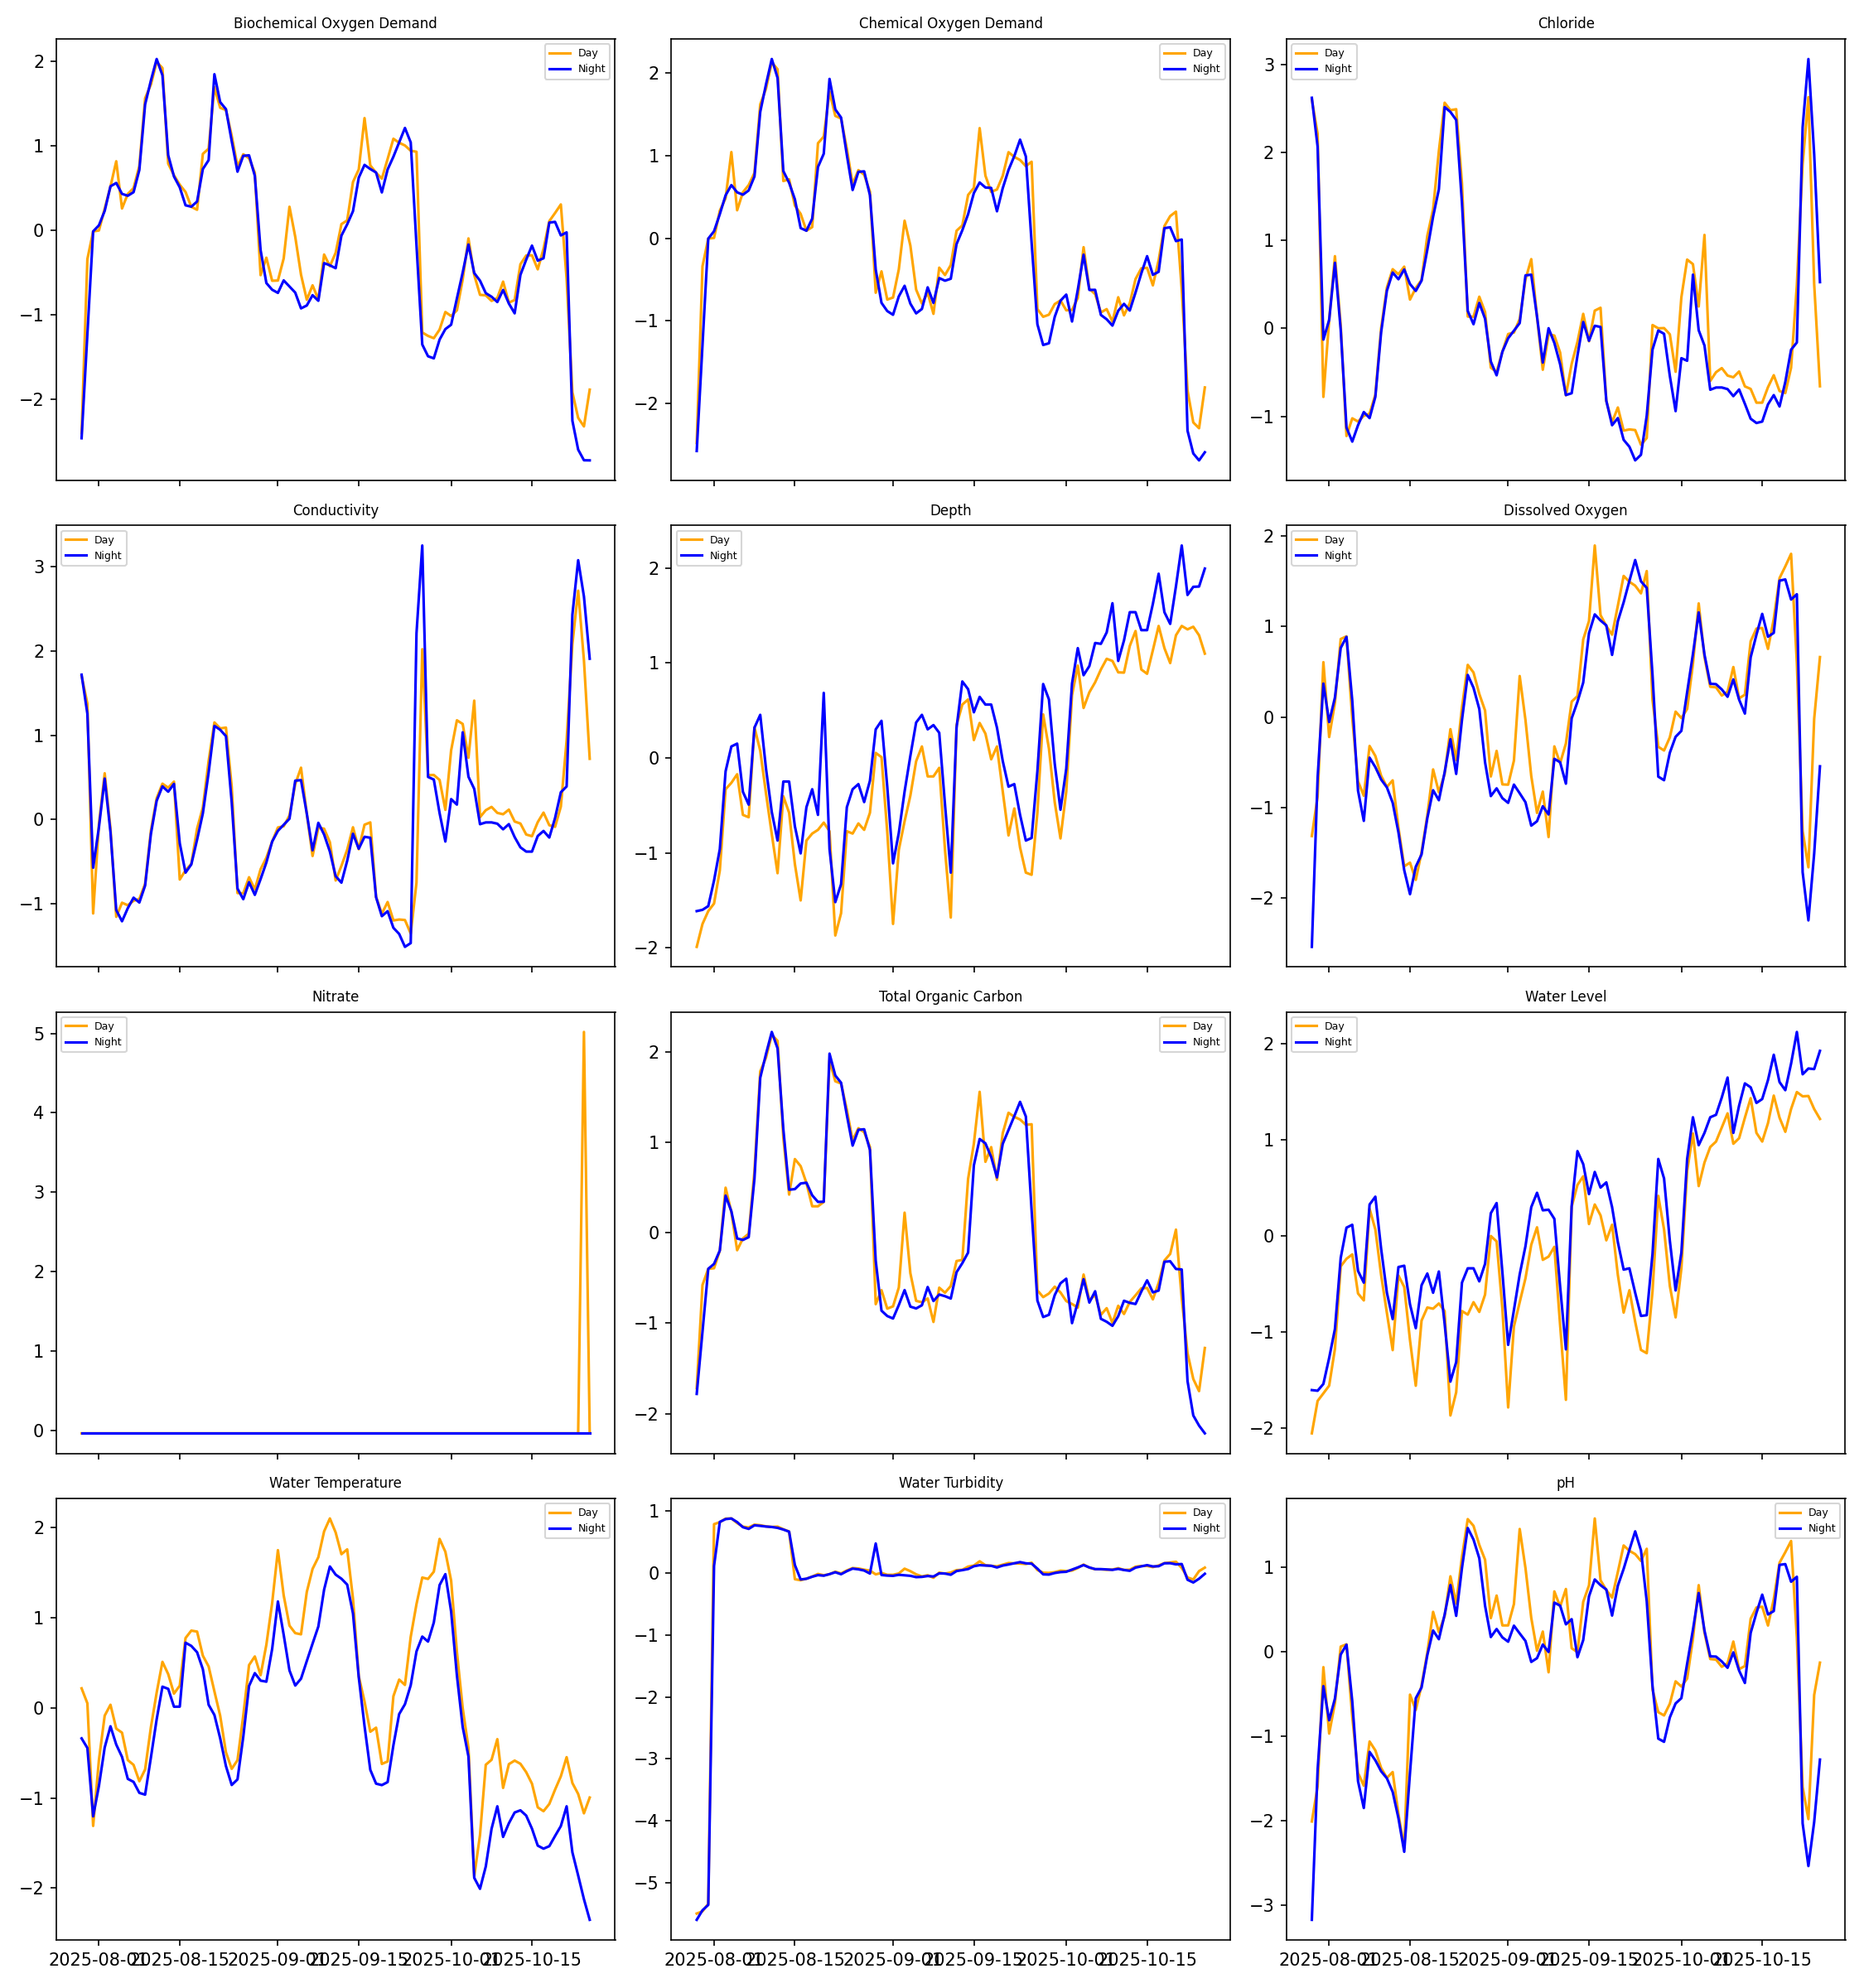 Biochemical Oxygen Demand
2
1
0
−1
−2
Day
Night
Chemical Oxygen Demand
2
1
0
−1
−2
Day
Night
Chloride
3
2
1
0
−1
Day
Night
Conductivity
3
2
1
0
−1
Day
Night
Depth
2
1
0
−1
−2
Day
Night
Dissolved Oxygen
2
1
0
−1
−2
Day
Night
Nitrate
5
4
3
2
1
0
Day
Night
Total Organic Carbon
2
1
0
−1
−2
Day
Night
Water Level
2
1
0
−1
−2
Day
Night
Water Temperature
2
1
0
−1
−2
Day
Night
2025-08-01 2025-08-15 2025-09-01 2025-09-15 2025-10-01 2025-10-15
Water Turbidity
1
0
−1
−2
−3
−4
−5
Day
Night
2025-08-01 2025-08-15 2025-09-01 2025-09-15 2025-10-01 2025-10-15
pH
1
0
−1
−2
−3
Day
Night
2025-08-01 2025-08-15 2025-09-01 2025-09-15 2025-10-01 2025-10-15